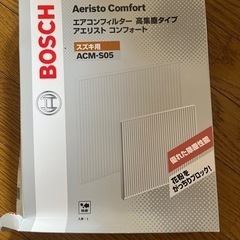 BOSCH
Aeristo Comfort
エアコンフィルター 高集塵タイプ
アエリスト コンフォート
スズキ用
ACM-S05
優れた除塵性能
花粉を
がっちりブロック!